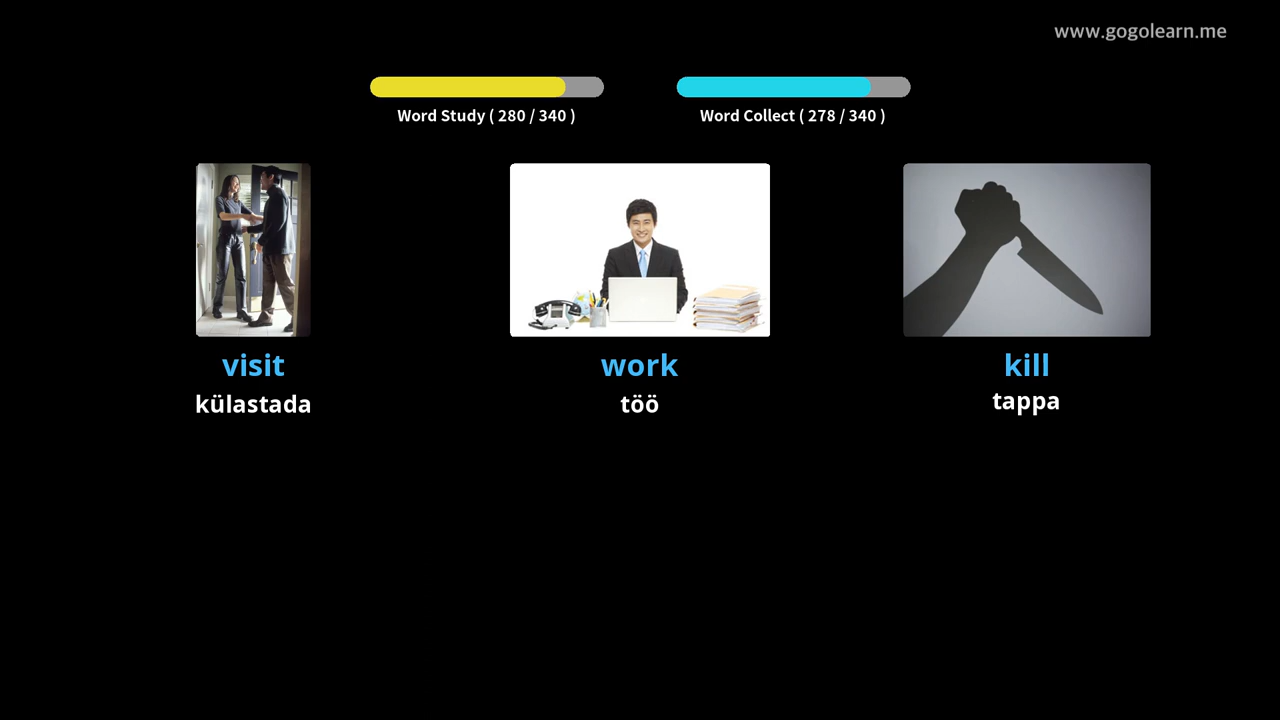 www.gogolearn.me
Word Study ( 280 / 340 )
Word Collect ( 278 / 340 )
visit
külastada
work
töö
kill
tappa